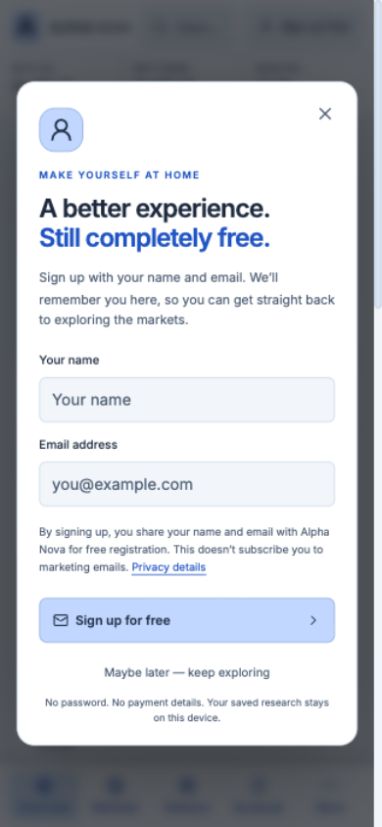 MAKE YOURSELF AT HOME
A better experience.
Still completely free.
Sign up with your name and email. We'll
remember you here, so you can get straight back
to exploring the markets.
Your name
Your name
Email address
you@example.com
By signing up, you share your name and email with Alpha
Nova for free registration. This doesn't subscribe you to
marketing emails. Privacy details
Sign up for free
Maybe later — keep exploring
No password. No payment details. Your saved research stays
on this device.